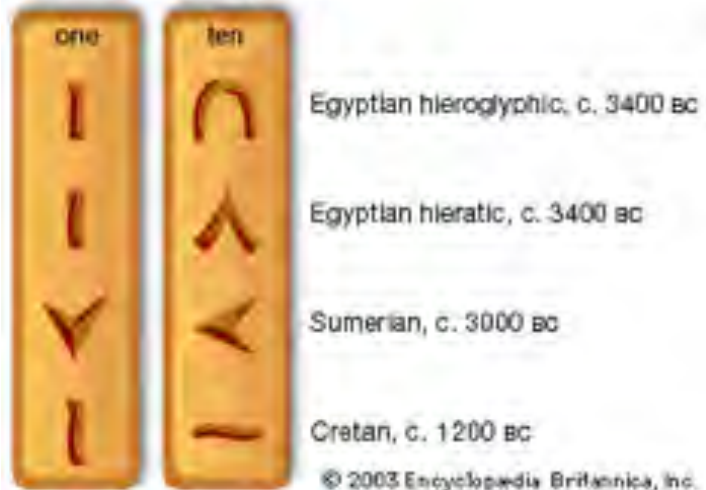 one ten
Egyptian hieroglyphic, c. 3400 BC
Egyptian hieratic, c. 3400 BC
Sumerian, c. 3000 BC
Cretan, c. 1200 BC
© 2003 Encyclopædia Britannica, Inc.